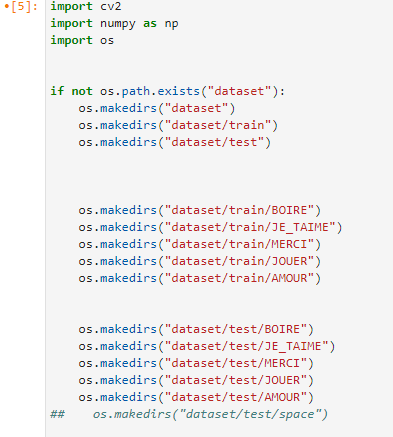 •[5]: import cv2
import numpy as np
import os
if not os.path.exists("dataset"):
os.makedirs("dataset")
os.makedirs("dataset/train")
os.makedirs("dataset/test")
os.makedirs("dataset/train/BOIRE")
os.makedirs("dataset/train/JE_TAIME")
os.makedirs("dataset/train/MERCI")
os.makedirs("dataset/train/JOUER")
os.makedirs("dataset/train/AMOUR")
os.makedirs("dataset/test/BOIRE")
os.makedirs("dataset/test/JE_TAIME")
os.makedirs("dataset/test/MERCI")
os.makedirs("dataset/test/JOUER")
os.makedirs("dataset/test/AMOUR")
## os.makedirs("dataset/test/space")